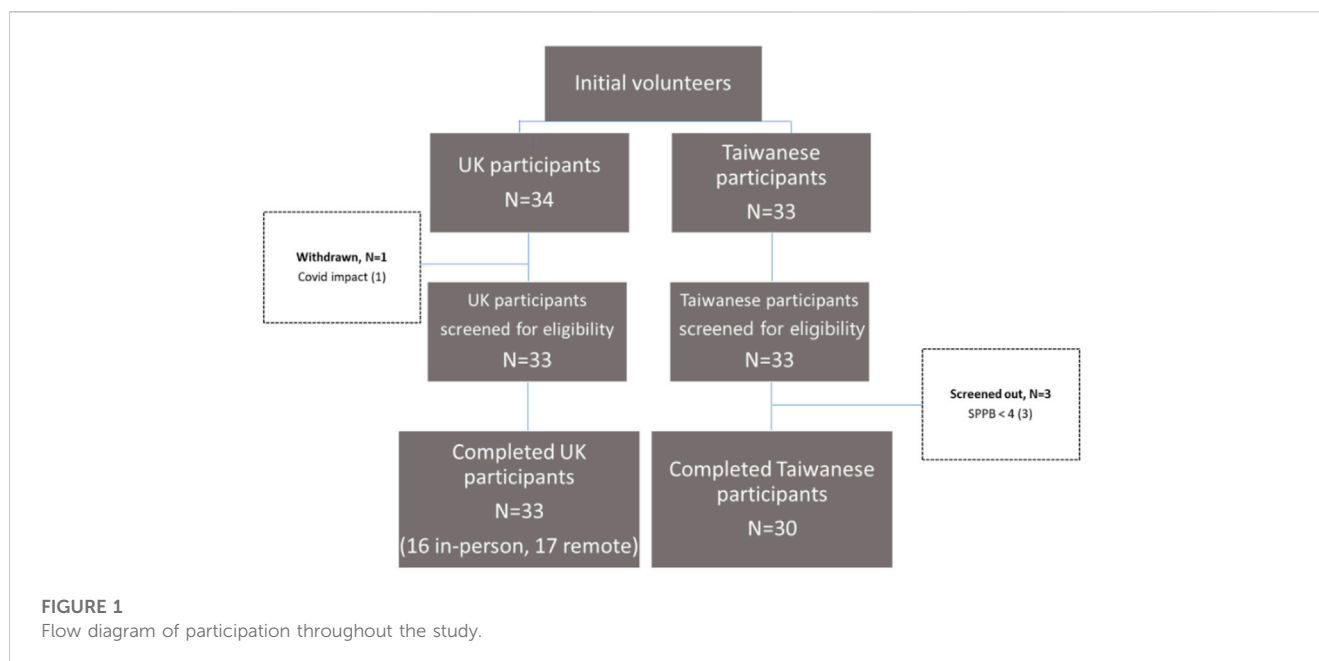 Initial volunteers
UK participants
N=34
Taiwanese
participants
N=33
Withdrawn, N=1
Covid impact (1)
UK participants
screened for eligibility
N=33
Taiwanese participants
screened for eligibility
N=33
Screened out, N=3
SPPB < 4 (3)
Completed UK
participants
N=33
(16 in-person, 17 remote)
Completed Taiwanese
participants
N=30
FIGURE 1
Flow diagram of participation throughout the study.